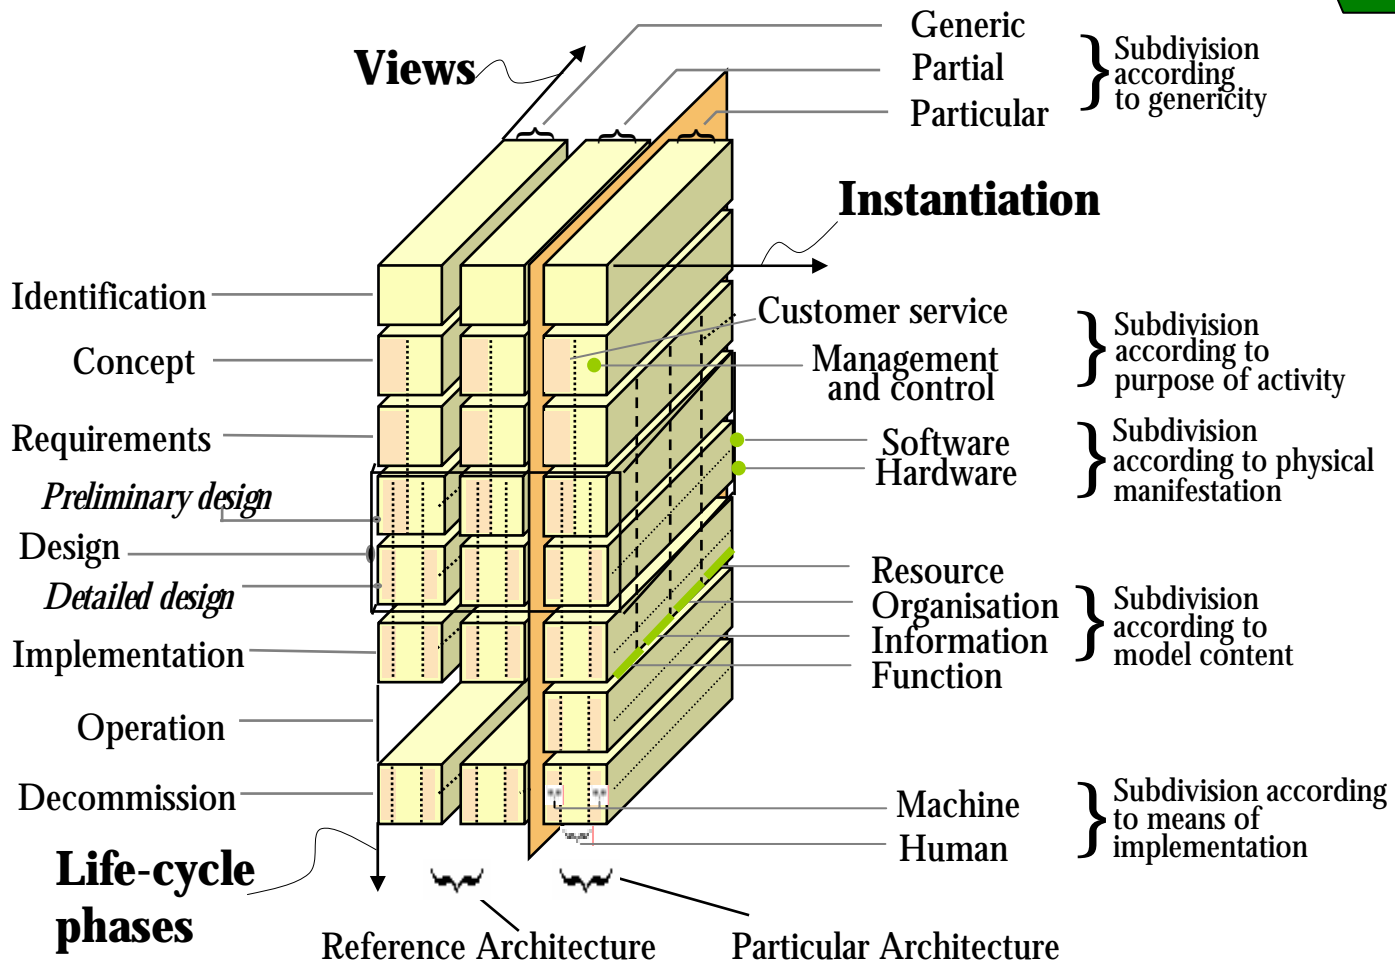 Generic
Partial
Particular
Subdivision
according
to genericity
Views
Instantiation
Identification
Concept
Requirements
Preliminary design
Design
Detailed design
Implementation
Operation
Decommission
Customer service
Management
and control
Subdivision
according to
purpose of activity
Software
Hardware
Subdivision
according to physical
manifestation
Resource
Organisation
Information
Function
Subdivision
according to
model content
Machine
Human
Subdivision according
to means of
implementation
Life-cycle
phases
Reference Architecture
Particular Architecture